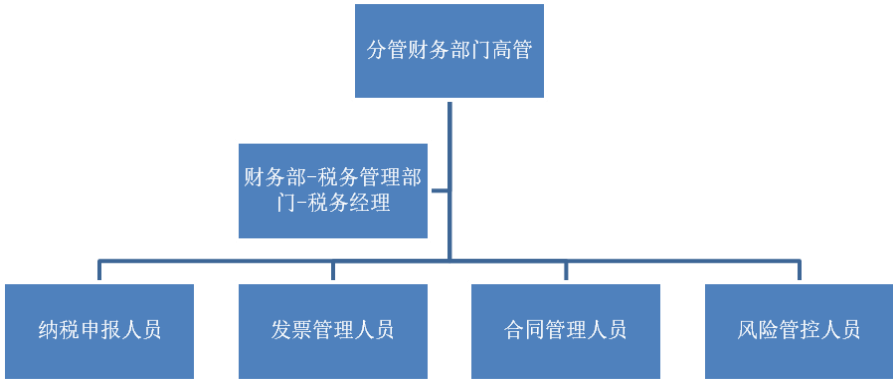 分管财务部门高管
财务部-税务管理部
门-税务经理
纳税申报人员
发票管理人员
合同管理人员
风险管控人员